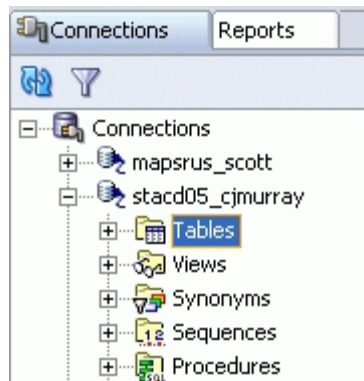 Connections Reports
Connections
mapsrus_scott
stacd05_cjmurray
Tables
Views
Synonyms
Sequences
Procedures